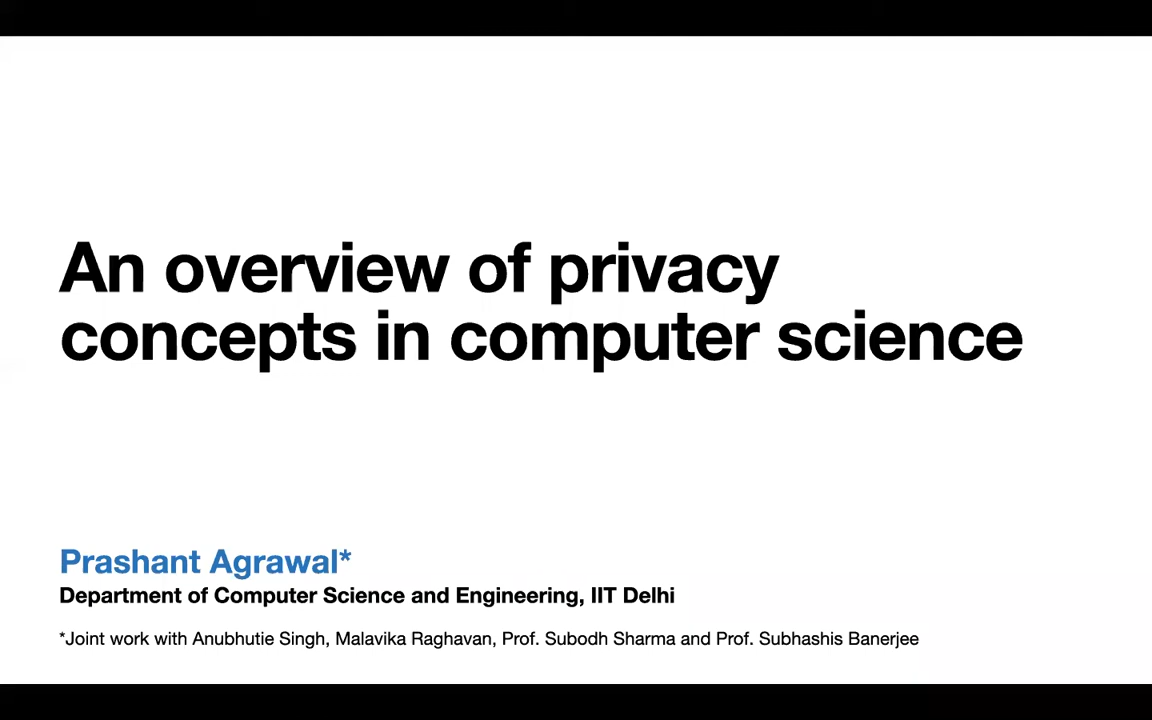 An overview of privacy
concepts in computer science
Prashant Agrawal*
Department of Computer Science and Engineering, IIT Delhi
*Joint work with Anubhutie Singh, Malavika Raghavan, Prof. Subodh Sharma and Prof. Subhashis Banerjee